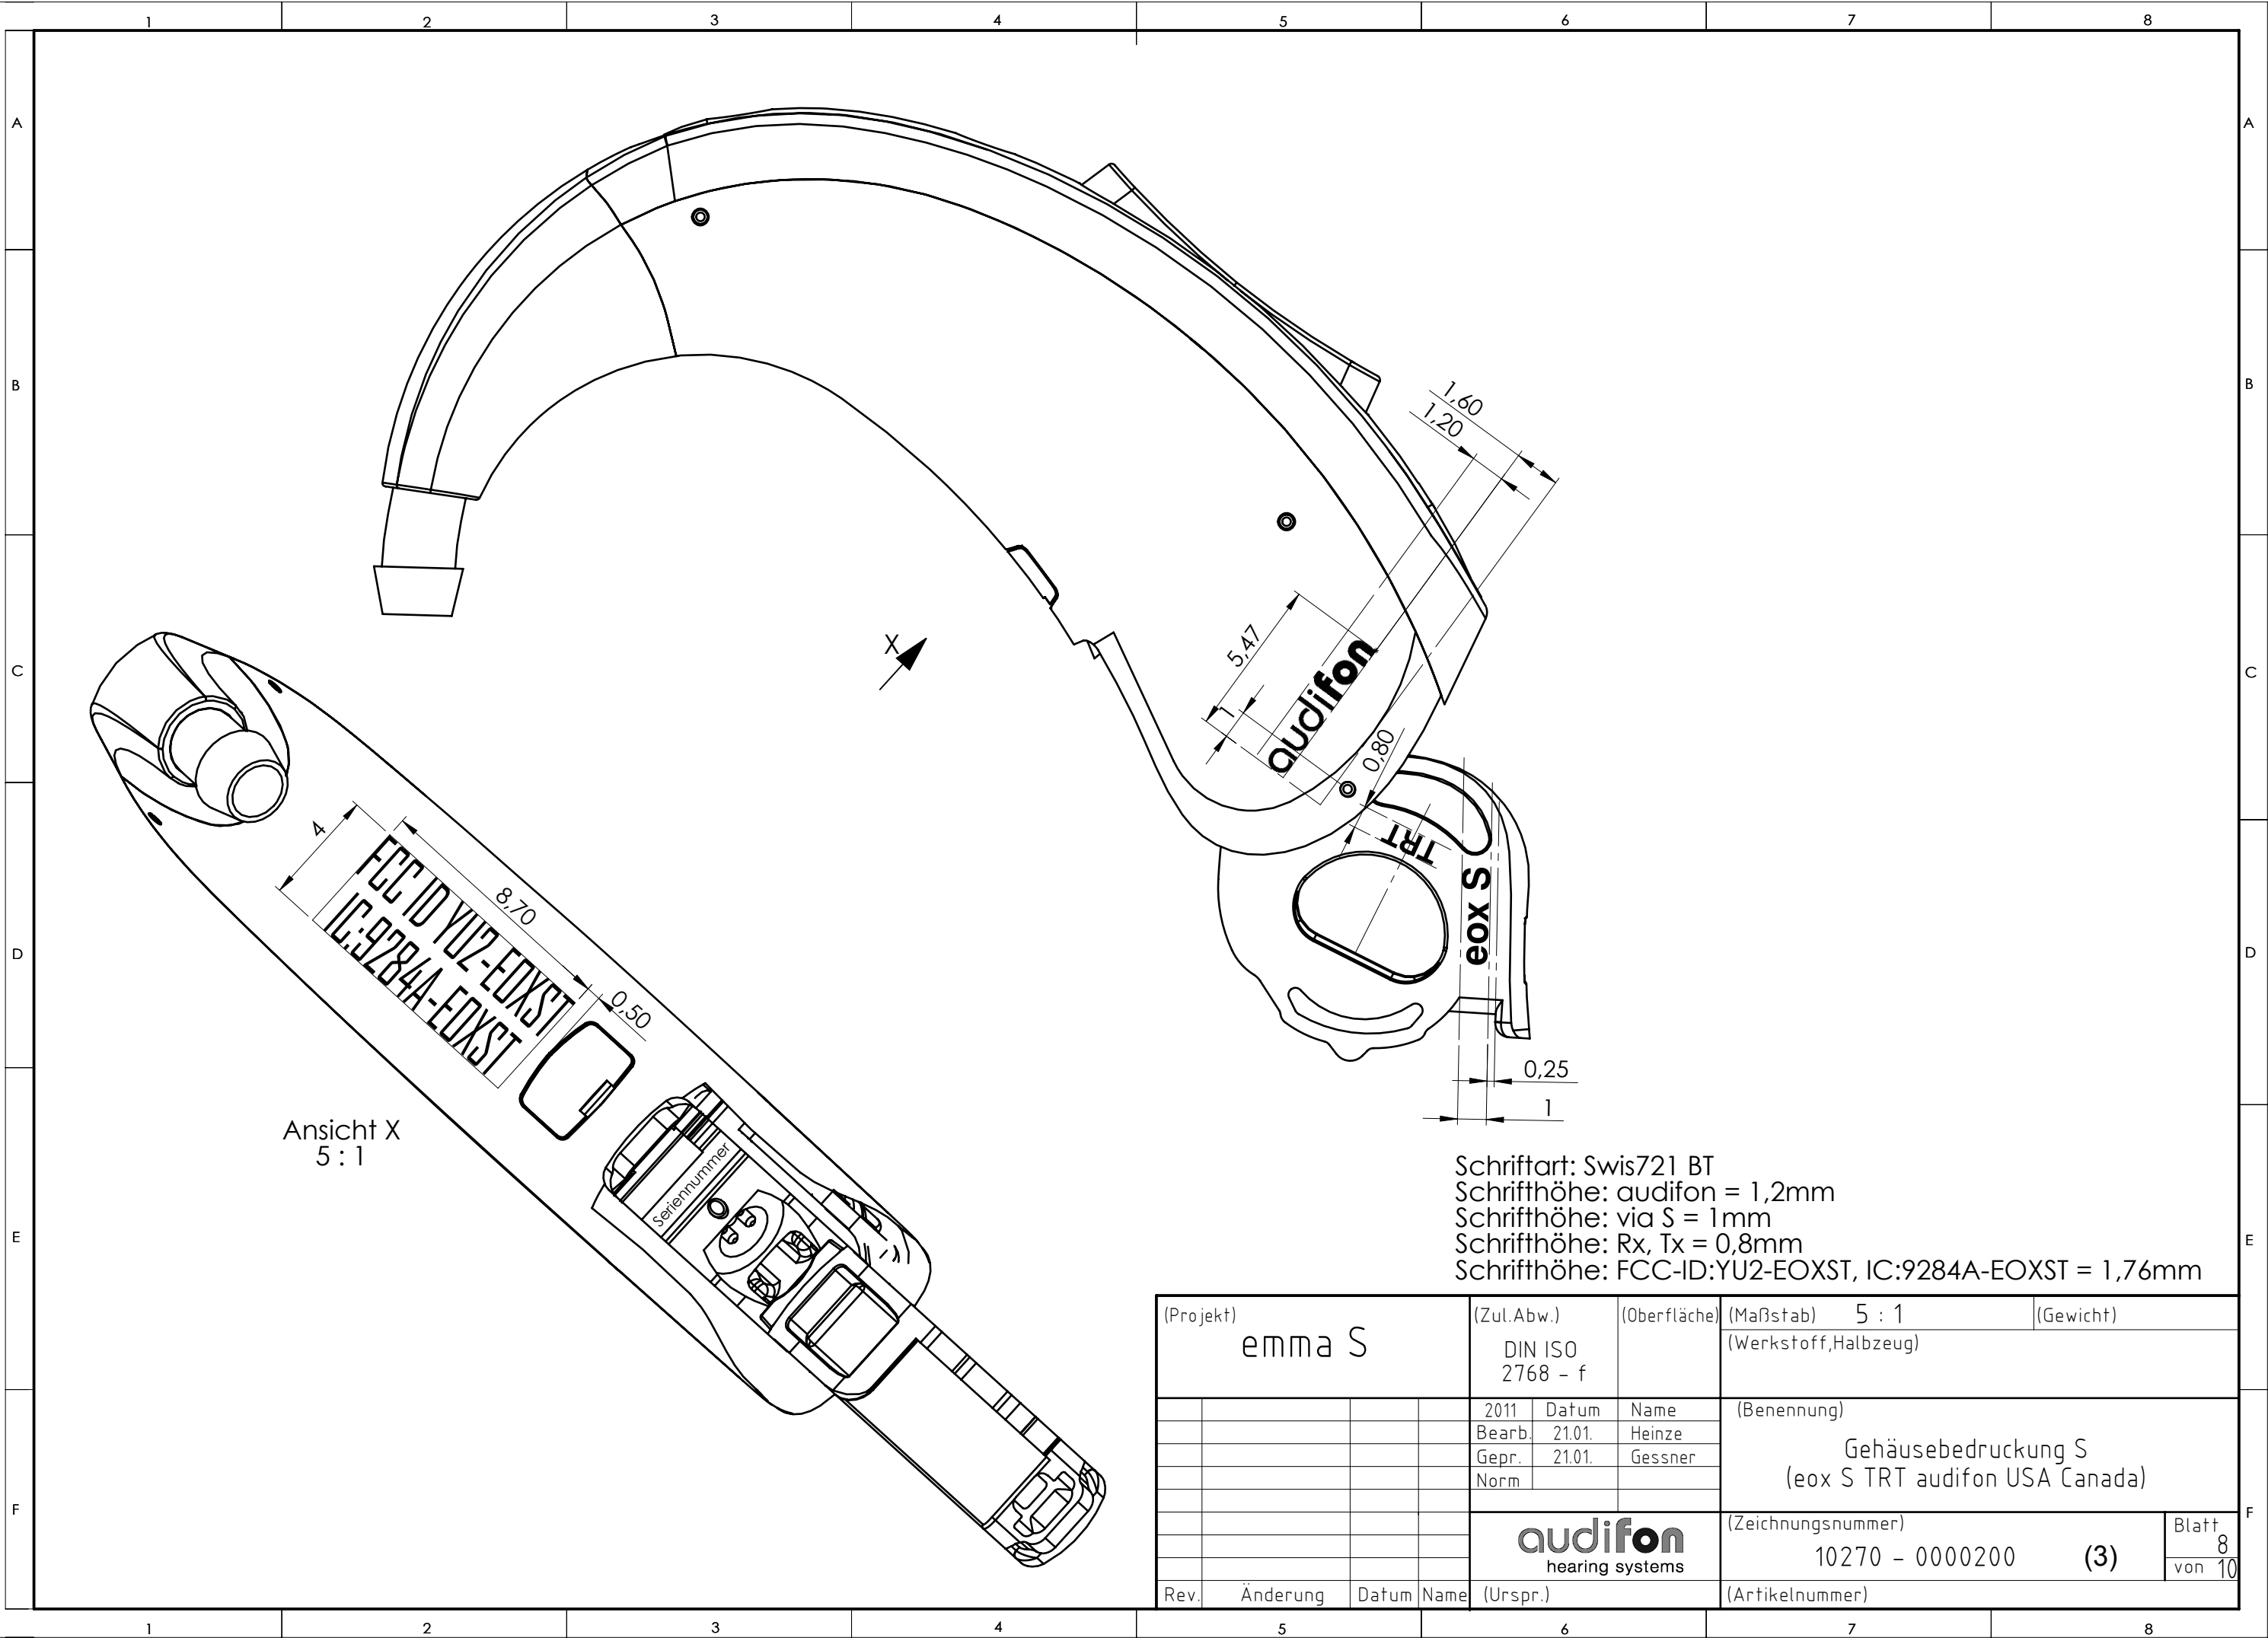 1 2 3 4 5 6 7 8
A A
B B
C C
D D
E E
F F
1,60
1,20
5,47
1
audifon
0,80
TRT
eox S
0,25
1
X
4
8,70
0,50
FCC ID YU2-EOXST
IC:9284A-EOXST
Seriennummer
Ansicht X
5 : 1
Schriftart: Swis721 BT
Schrifthöhe: audifon = 1,2mm
Schrifthöhe: via S = 1mm
Schrifthöhe: Rx, Tx = 0,8mm
Schrifthöhe: FCC-ID:YU2-EOXST, IC:9284A-EOXST = 1,76mm
(Projekt)
emma S
(Zul.Abw.)
DIN ISO
2768 - f
(Oberfläche)
(Maßstab) 5 : 1
(Gewicht)
(Werkstoff,Halbzeug)
2011 Datum Name
Bearb. 21.01. Heinze
Gepr. 21.01. Gessner
Norm
(Benennung)
Gehäusebedruckung S
(eox S TRT audifon USA Canada)
audifon
hearing systems
(Zeichnungsnummer)
10270 - 0000200 (3)
Blatt
8
von 10
Rev. Änderung Datum Name (Urspr.)
(Artikelnummer)
1 2 3 4 5 6 7 8